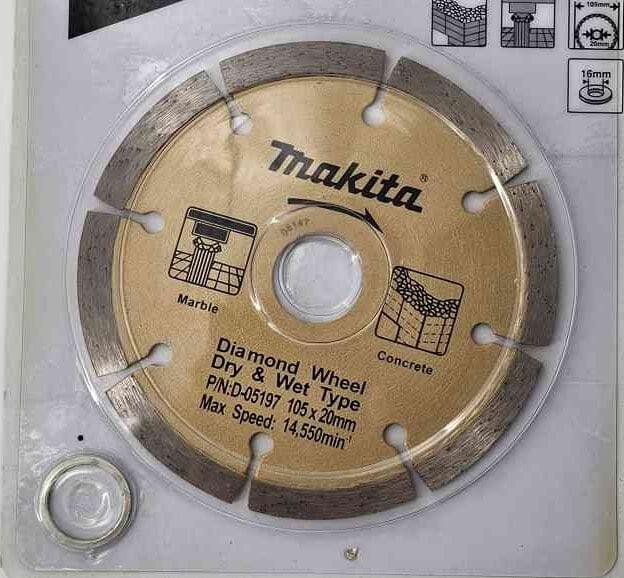 105mm
20mm
16mm
makita®
06147
Marble
Concrete
Diamond Wheel
Dry & Wet Type
P/N:D-05197 105 x 20mm
Max Speed: 14,550min⁻¹